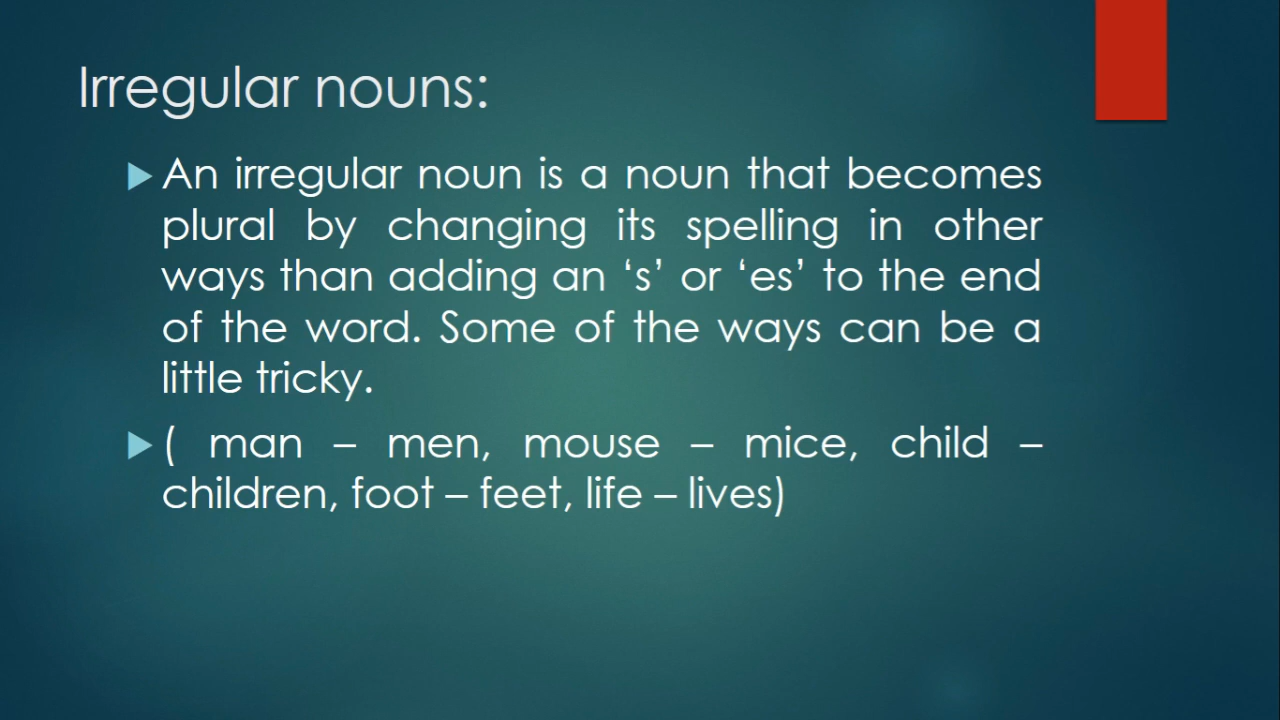 Irregular nouns:
An irregular noun is a noun that becomes
plural by changing its spelling in other
ways than adding an ‘s’ or ‘es’ to the end
of the word. Some of the ways can be a
little tricky.
( man – men, mouse – mice, child –
children, foot – feet, life – lives)